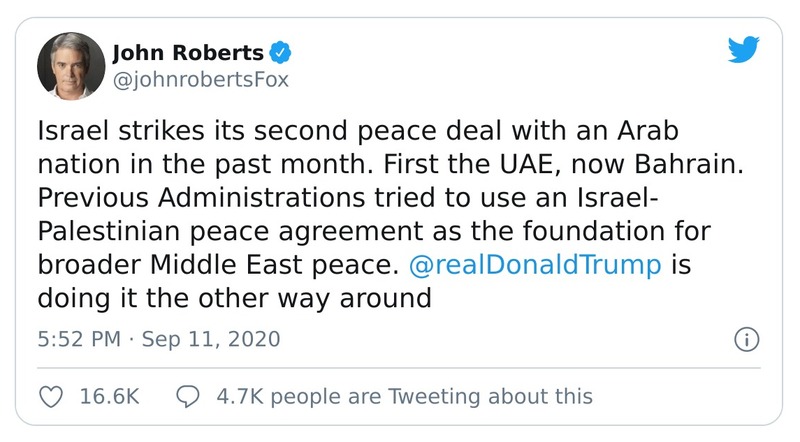 John Roberts
@johnrobertsFox
Israel strikes its second peace deal with an Arab
nation in the past month. First the UAE, now Bahrain.
Previous Administrations tried to use an Israel-
Palestinian peace agreement as the foundation for
broader Middle East peace. @realDonaldTrump is
doing it the other way around
5:52 PM · Sep 11, 2020
16.6K 4.7K people are Tweeting about this